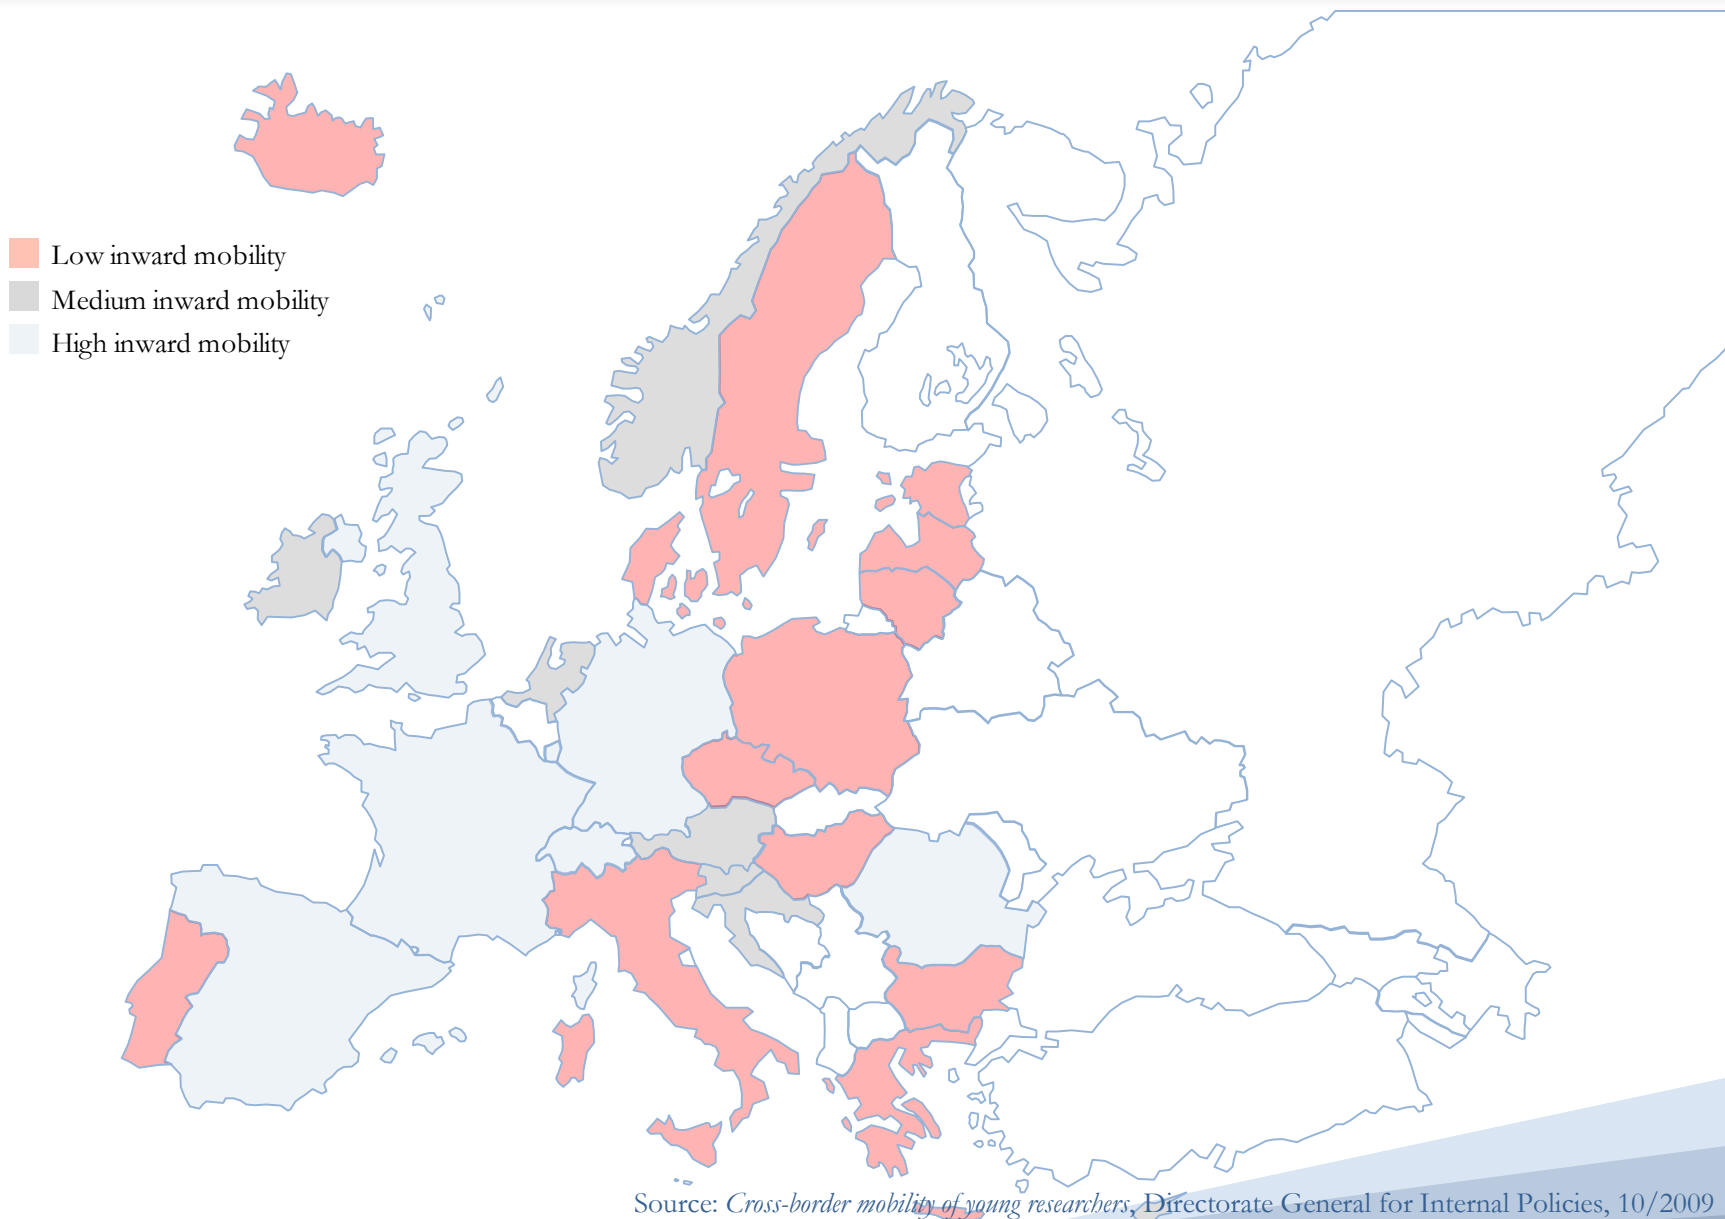 Low inward mobility
Medium inward mobility
High inward mobility
Source: Cross-border mobility of young researchers, Directorate General for Internal Policies, 10/2009